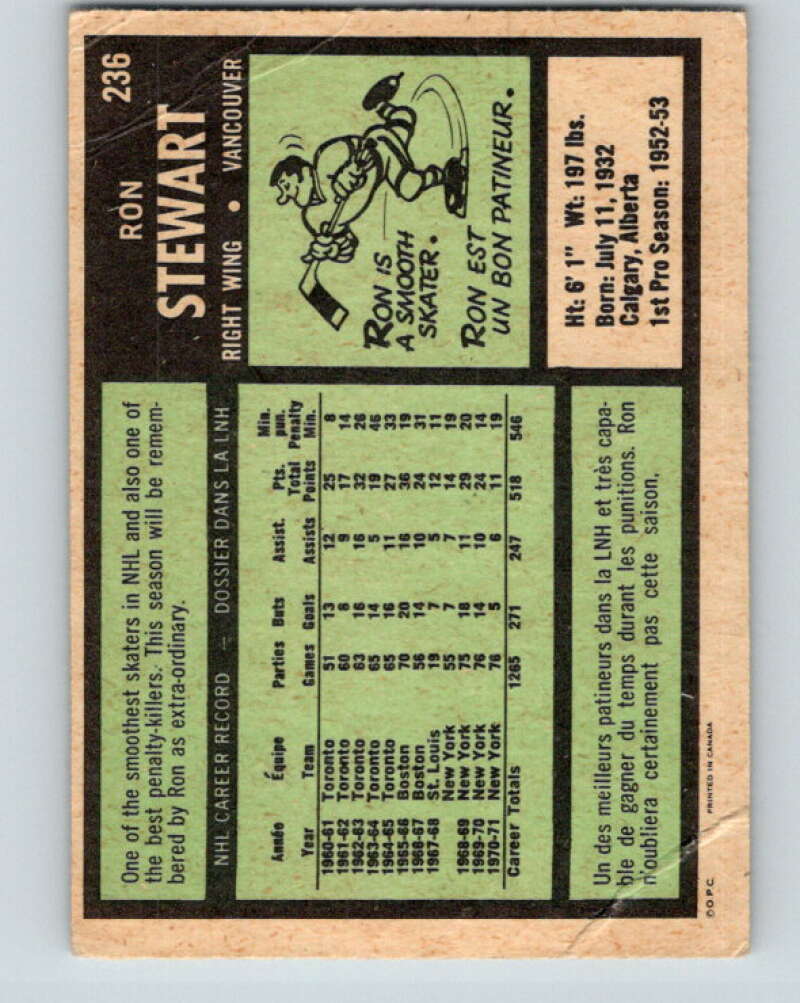 236
RON
STEWART
RIGHT WING • VANCOUVER
RON IS
A SMOOTH
SKATER.
RON EST
UN BON PATINEUR.
Ht: 6' 1" Wt: 197 lbs.
Born: July 11, 1932
Calgary, Alberta
1st Pro Season: 1952-53
One of the smoothest skaters in NHL and also one of
the best penalty-killers. This season will be remem-
bered by Ron as extra-ordinary.
NHL CAREER RECORD — DOSSIER DANS LA LNH
Année Équipe Parties Buts Assist. Pts. Total Min. pun.
Year Team Games Goals Assists Points Penalty Min.
1960-61 Toronto 51 13 12 25 8
1961-62 Toronto 60 8 9 17 14
1962-63 Toronto 63 16 16 32 26
1963-64 Toronto 65 14 5 19 46
1964-65 Toronto 65 16 11 27 33
1965-66 Boston 70 20 16 36 19
1966-67 Boston 56 14 10 24 31
1967-68 St. Louis 19 7 5 12 11
New York 55 7 7 14 19
1968-69 New York 75 18 11 29 20
1969-70 New York 76 14 10 24 14
1970-71 New York 76 5 6 11 19
Career Totals 1265 271 247 518 546
Un des meilleurs patineurs dans la LNH et très capa-
ble de gagner du temps durant les punitions. Ron
n'oubliera certainement pas cette saison.
©O.P.C. PRINTED IN CANADA